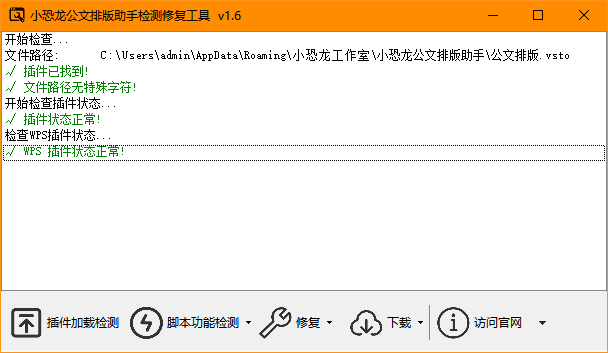 小恐龙公文排版助手检测修复工具 v1.6
开始检查...
文件路径: C:\Users\admin\AppData\Roaming\小恐龙工作室\小恐龙公文排版助手\公文排版.vsto
√ 插件已找到!
√ 文件路径无特殊字符!
开始检查插件状态...
√ 插件状态正常!
检查WPS插件状态...
√ WPS 插件状态正常!
插件加载检测 脚本功能检测 修复 下载 访问官网